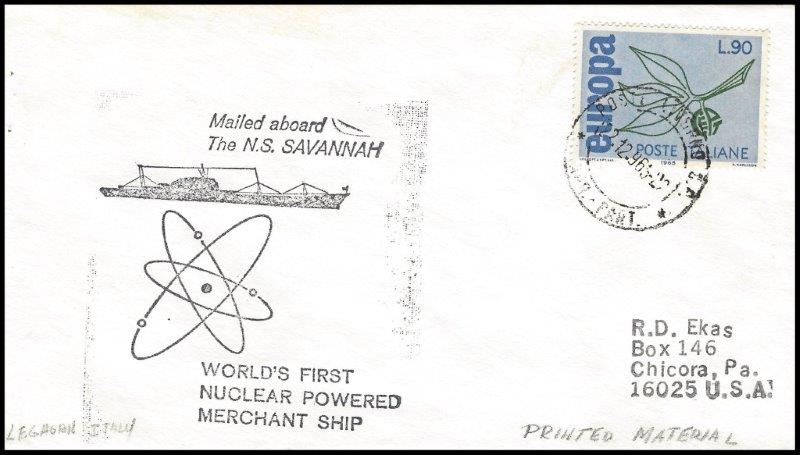 europa
L.90
POSTE ITALIANE
1965
Mailed aboard
The N.S. SAVANNAH
WORLD'S FIRST
NUCLEAR POWERED
MERCHANT SHIP
R.D. Ekas
Box 146
Chicora, Pa.
16025 U.S.A.
LEGAGAN ITALY
PRINTED MATERIAL